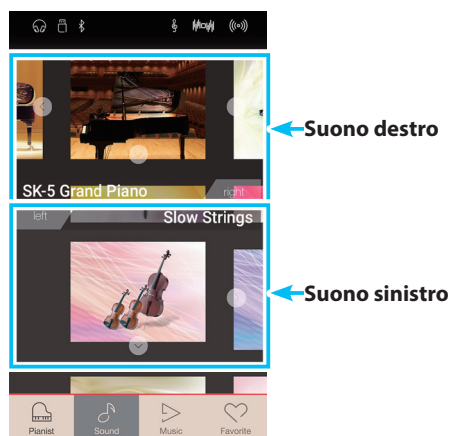 Suono destro
SK-5 Grand Piano
right
left
Slow Strings
Suono sinistro
Pianist
Sound
Music
Favorite